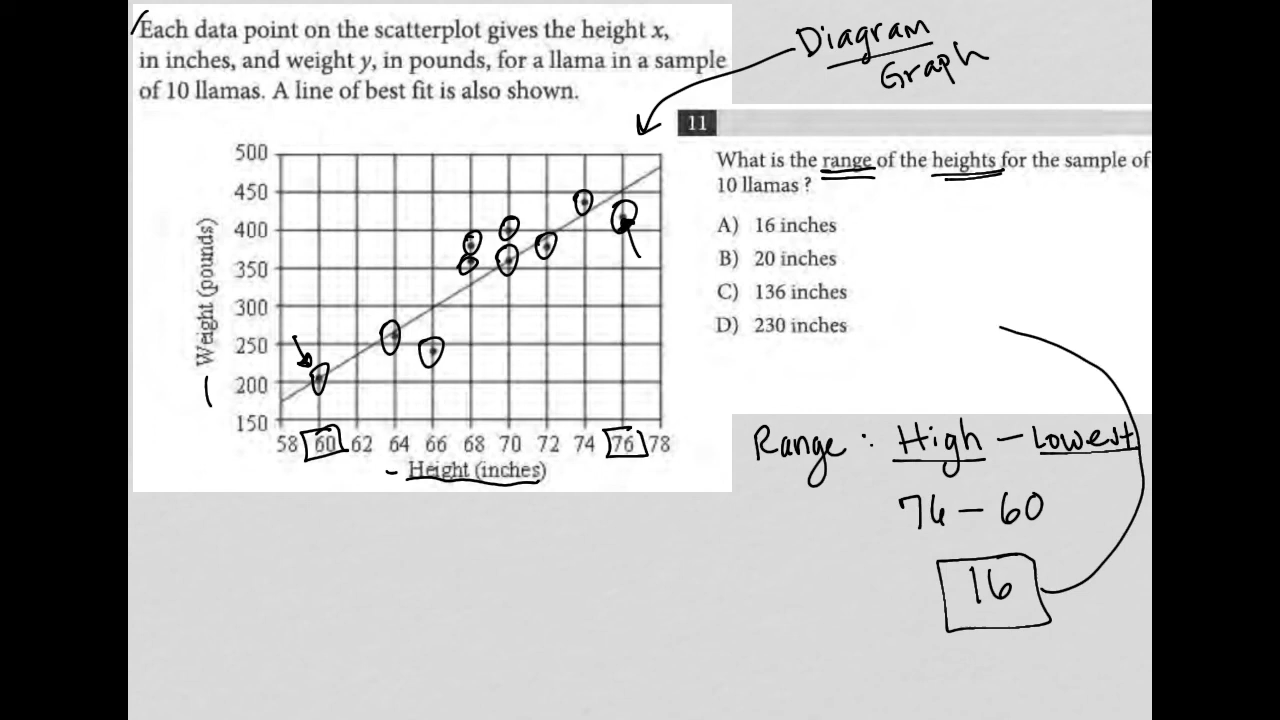 Each data point on the scatterplot gives the height x,
in inches, and weight y, in pounds, for a llama in a sample
of 10 llamas. A line of best fit is also shown.
Diagram
Graph
500
450
400
350
300
250
200
150
Weight (pounds)
58 60 62 64 66 68 70 72 74 76 78
Height (inches)
11
What is the range of the heights for the sample of
10 llamas ?
A) 16 inches
B) 20 inches
C) 136 inches
D) 230 inches
Range : High - Lowest
76 - 60
16